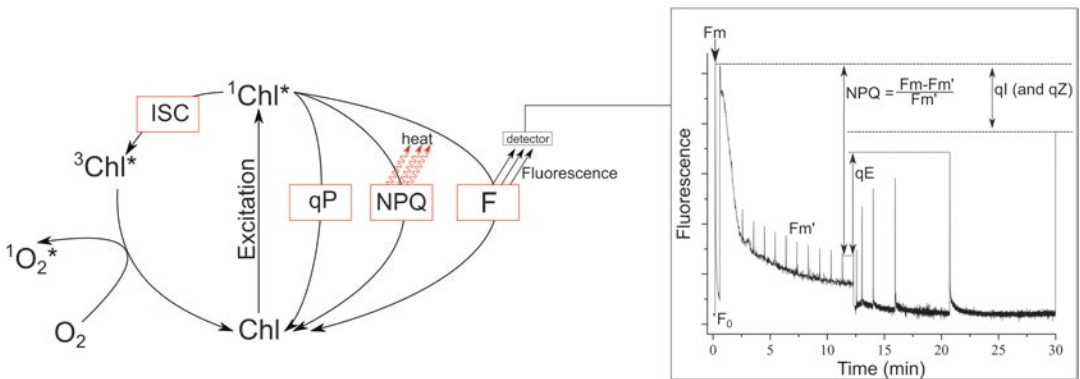 ¹Chl*
ISC
³Chl*
¹O₂*
O₂
Excitation
Chl
qP
heat
NPQ
detector
Fluorescence
F
Fm
Fluorescence
NPQ = Fm-Fm'
Fm'
qI (and qZ)
qE
Fm'
F₀
0 5 10 15 20 25 30
Time (min)